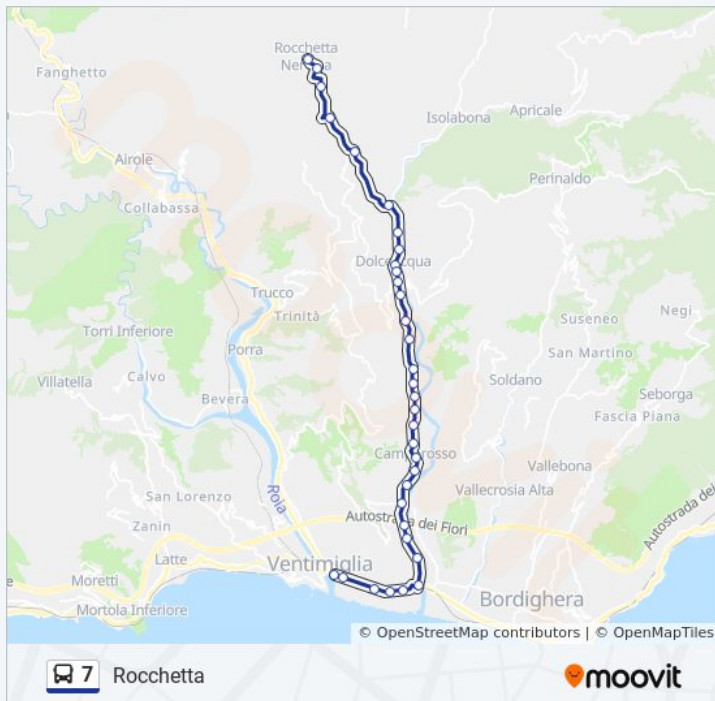 Rocchetta
Fanghetto
Isolabona
Apricale
Airole
Collabassa
Perinaldo
Trucco
Trinità
Torri Inferiore
Porra
Suseneo
Negi
San Martino
Villatella
Calvo
Bevera
Soldano
Seborga
Fascia Piana
San Lorenzo
Roia
Vallebona
Vallecrosia Alta
Zanin
Autostrada dei Fiori
Latte
Ventimiglia
Moretti
Mortola Inferiore
Bordighera
© OpenStreetMap contributors | © OpenMapTiles
7 Rocchetta
moovit